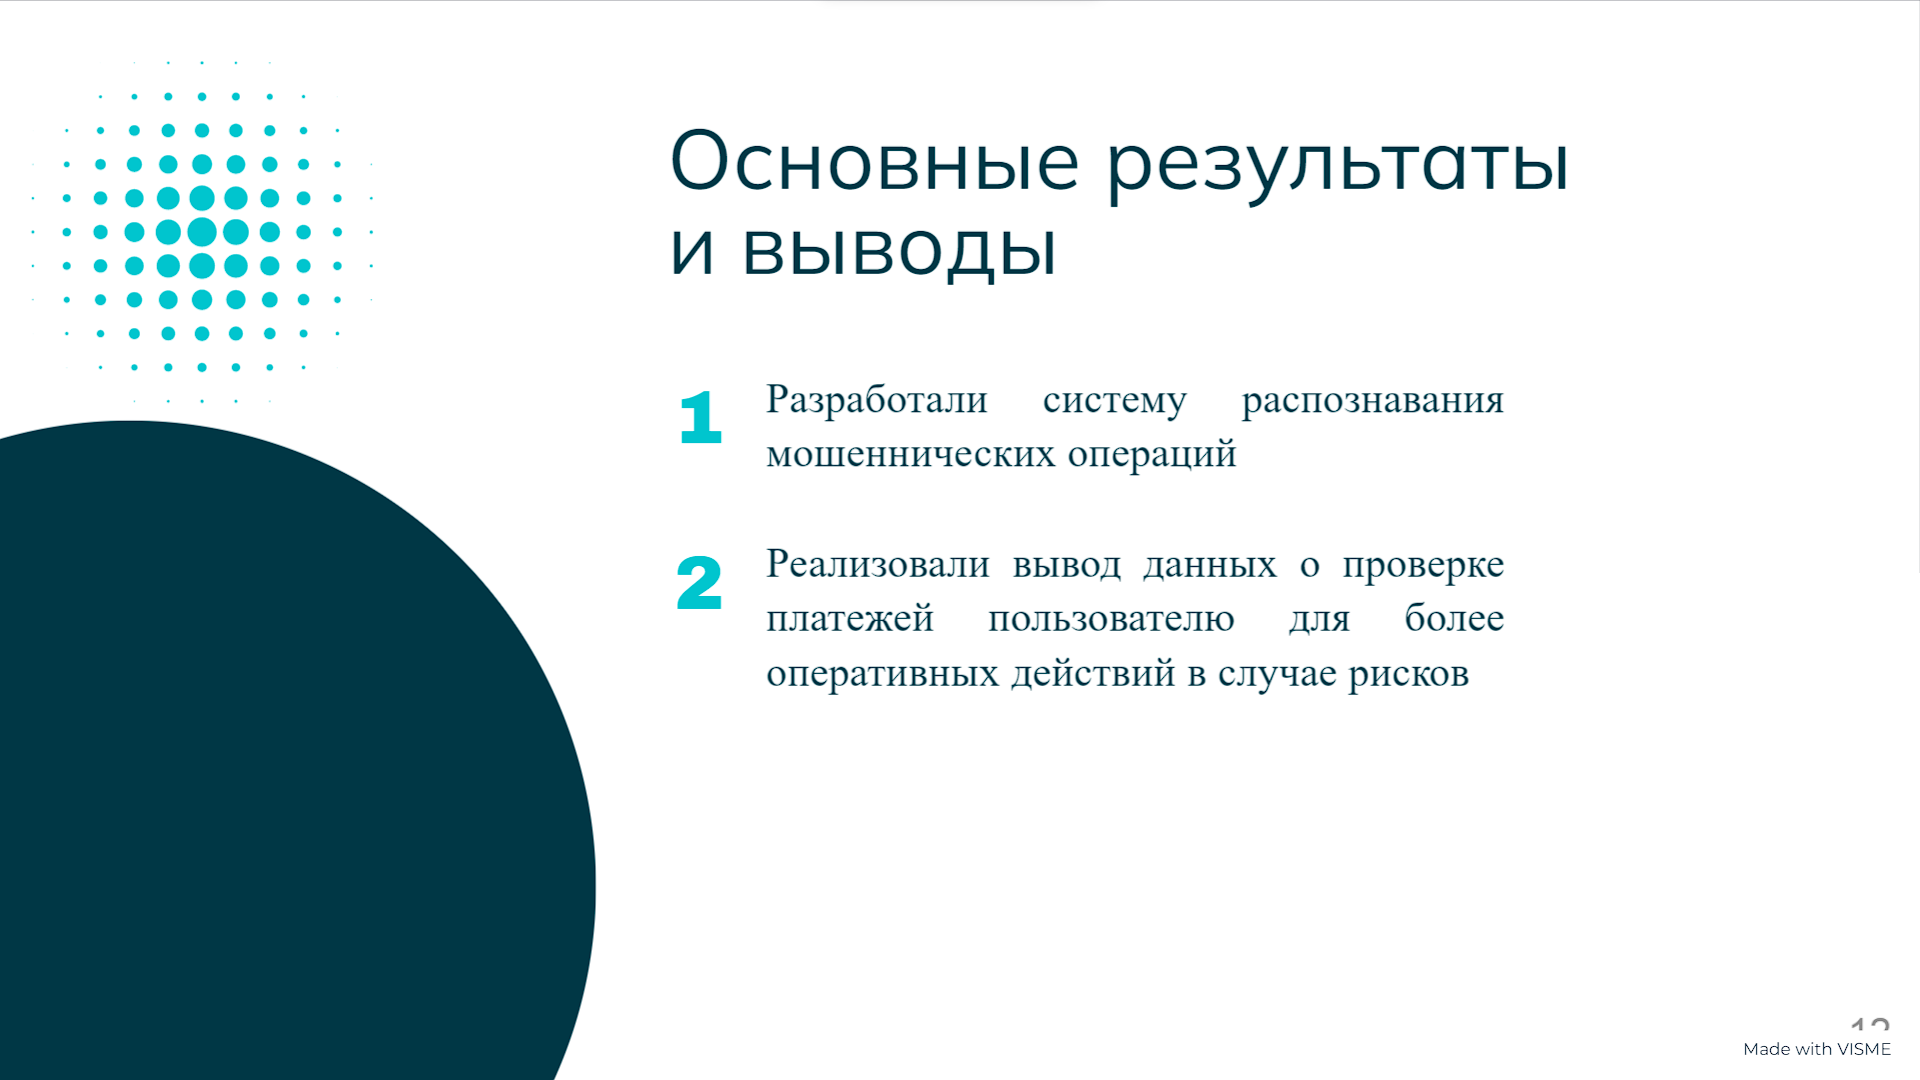 Основные результаты
и выводы
1 Разработали систему распознавания
мошеннических операций
2 Реализовали вывод данных о проверке
платежей пользователю для более
оперативных действий в случае рисков
Made with VISME